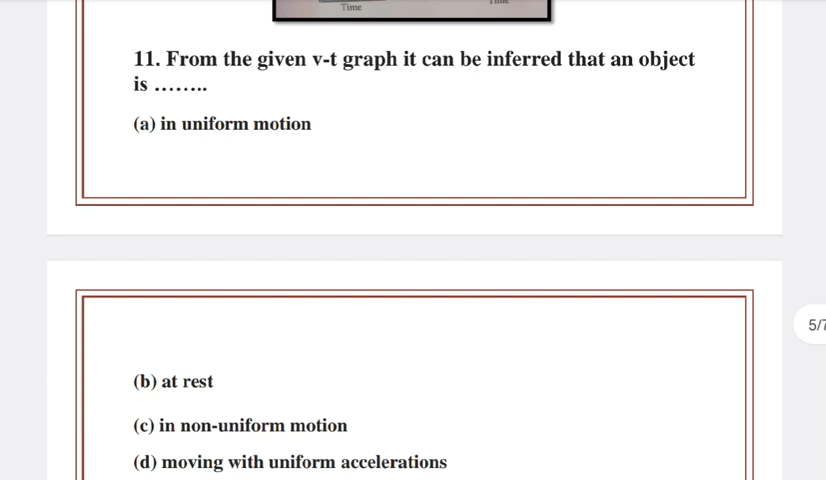 Time
11. From the given v-t graph it can be inferred that an object
is ……..
(a) in uniform motion
5/7
(b) at rest
(c) in non-uniform motion
(d) moving with uniform accelerations